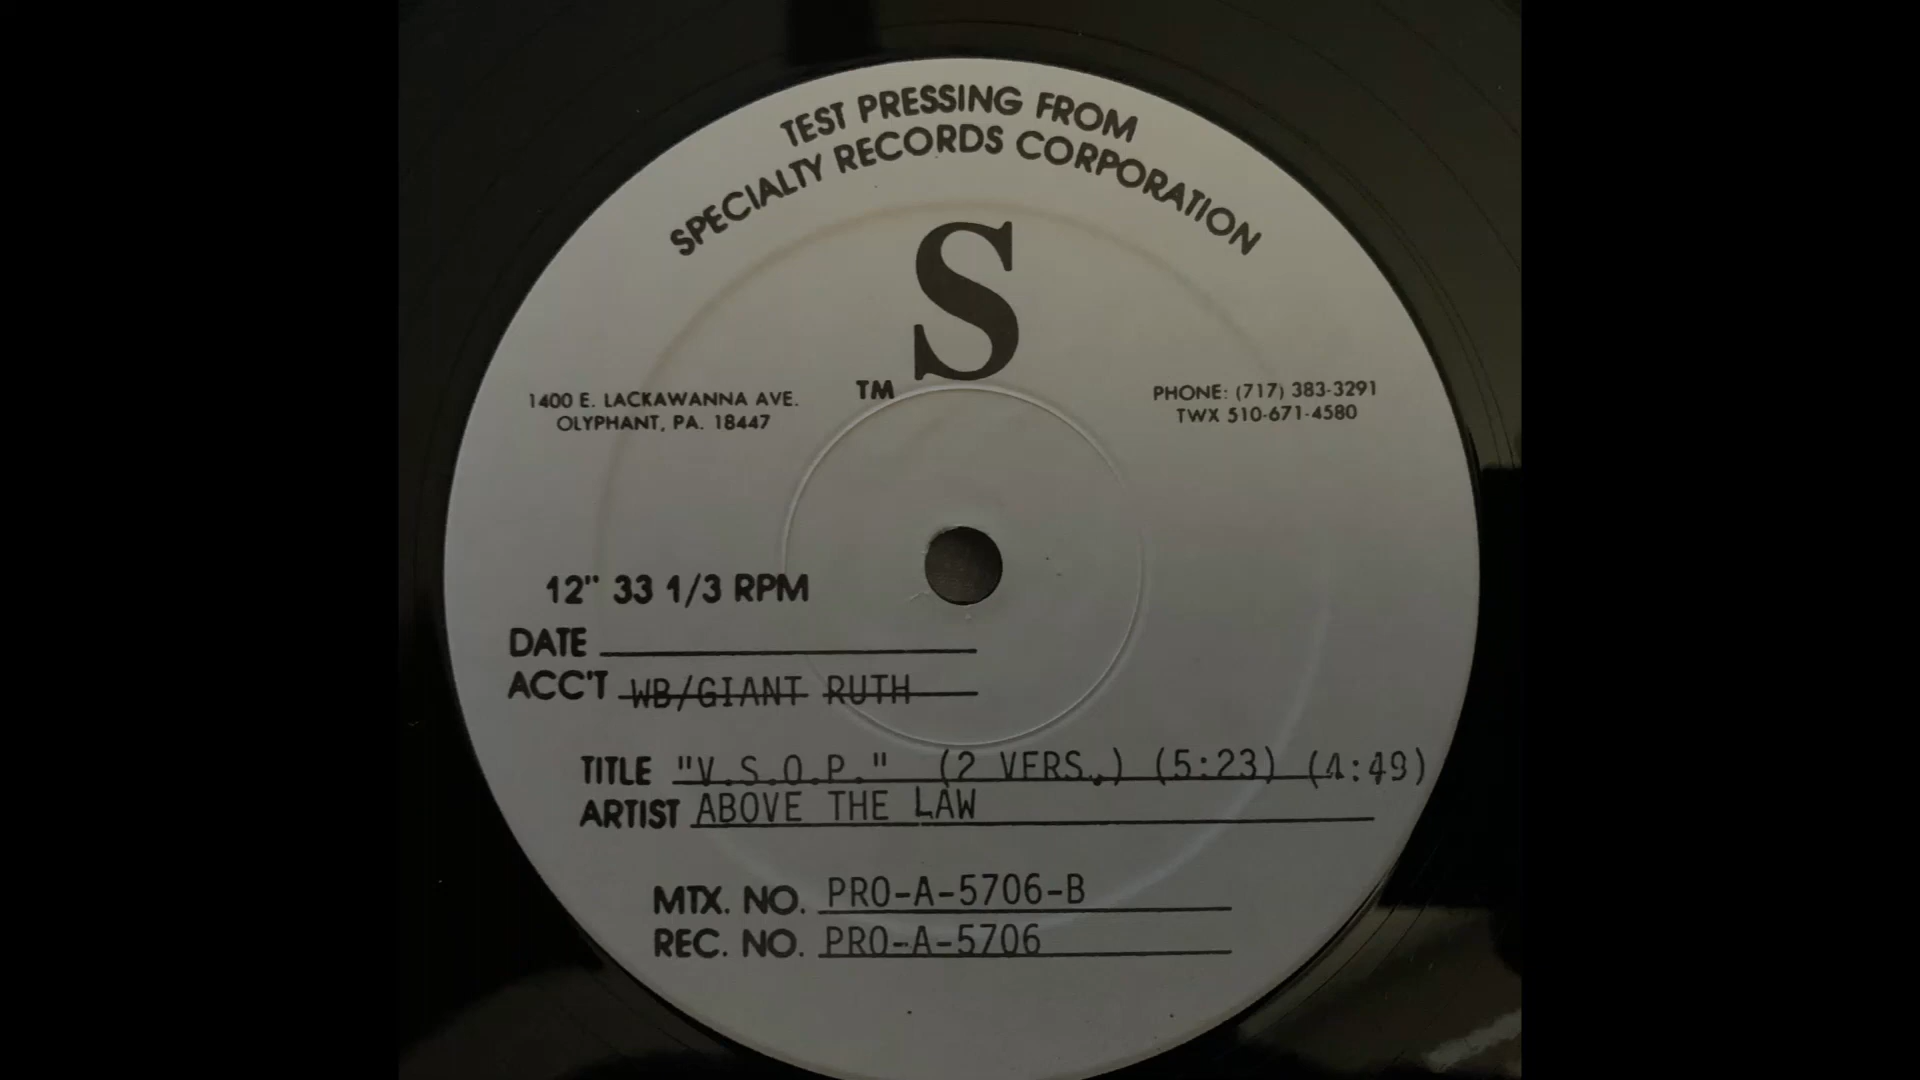 TEST PRESSING FROM
SPECIALTY RECORDS CORPORATION
S
TM
1400 E. LACKAWANNA AVE.
OLYPHANT, PA. 18447
PHONE: (717) 383-3291
TWX 510-671-4580
12" 33 1/3 RPM
DATE
ACC'T WB/GIANT RUTH
TITLE "V.S.O.P." (2 VERS.) (5:23) (4:49)
ARTIST ABOVE THE LAW
MTX. NO. PRO-A-5706-B
REC. NO. PRO-A-5706